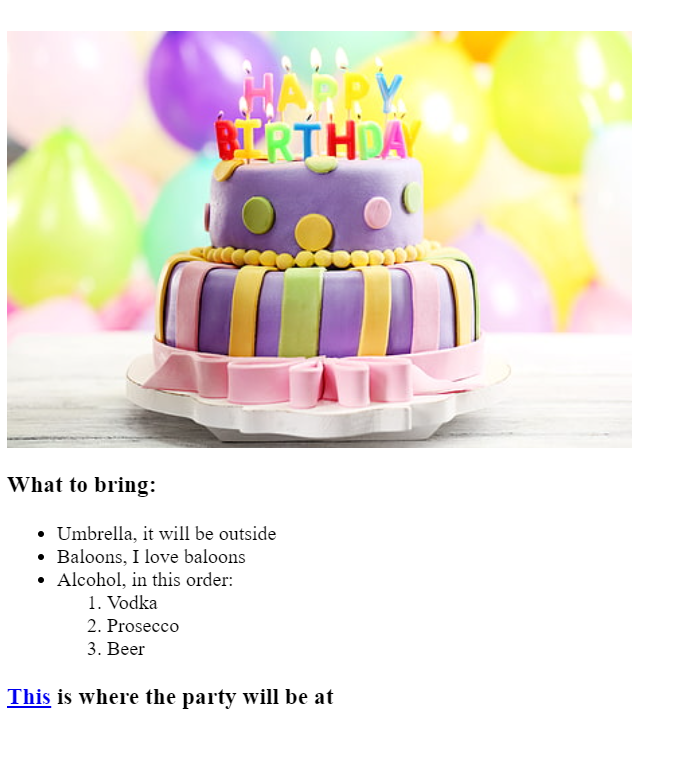 HAPPY
BIRTHDAY
What to bring:
Umbrella, it will be outside
Baloons, I love baloons
Alcohol, in this order:
1. Vodka
2. Prosecco
3. Beer
This is where the party will be at